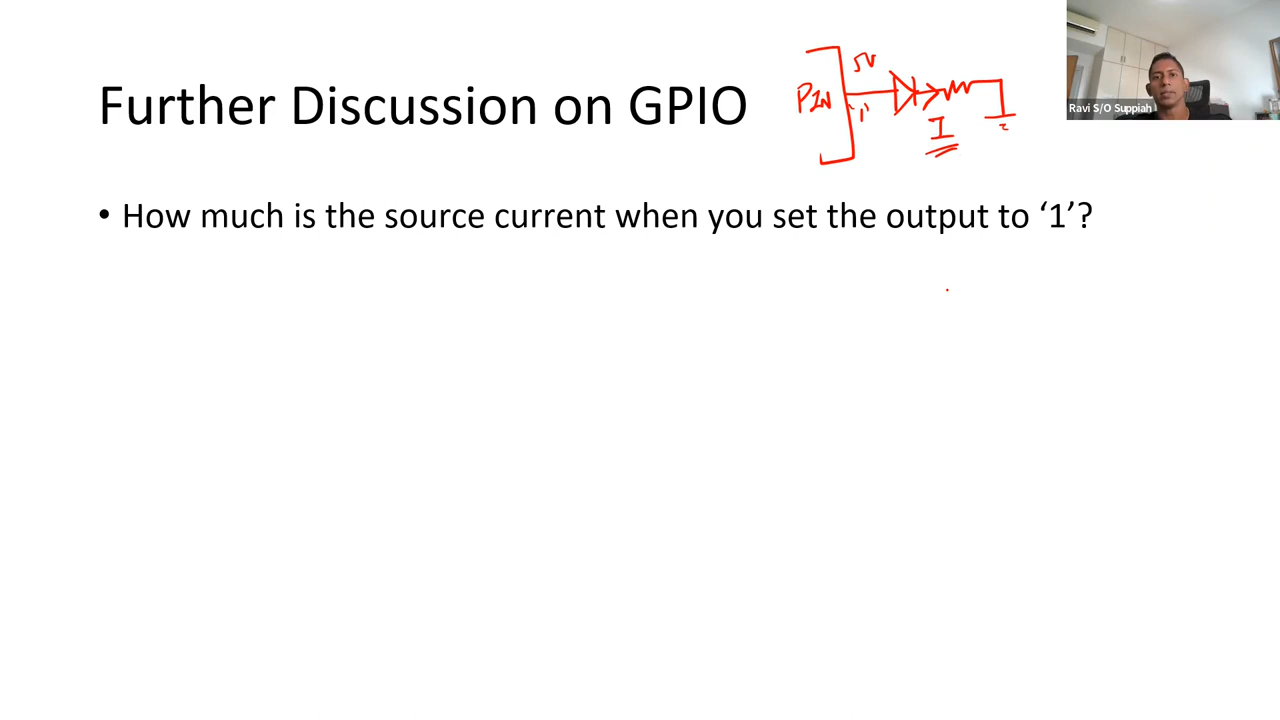 Further Discussion on GPIO
5V
PIN
'1'
I
Ravi S/O Suppiah
• How much is the source current when you set the output to ‘1’?